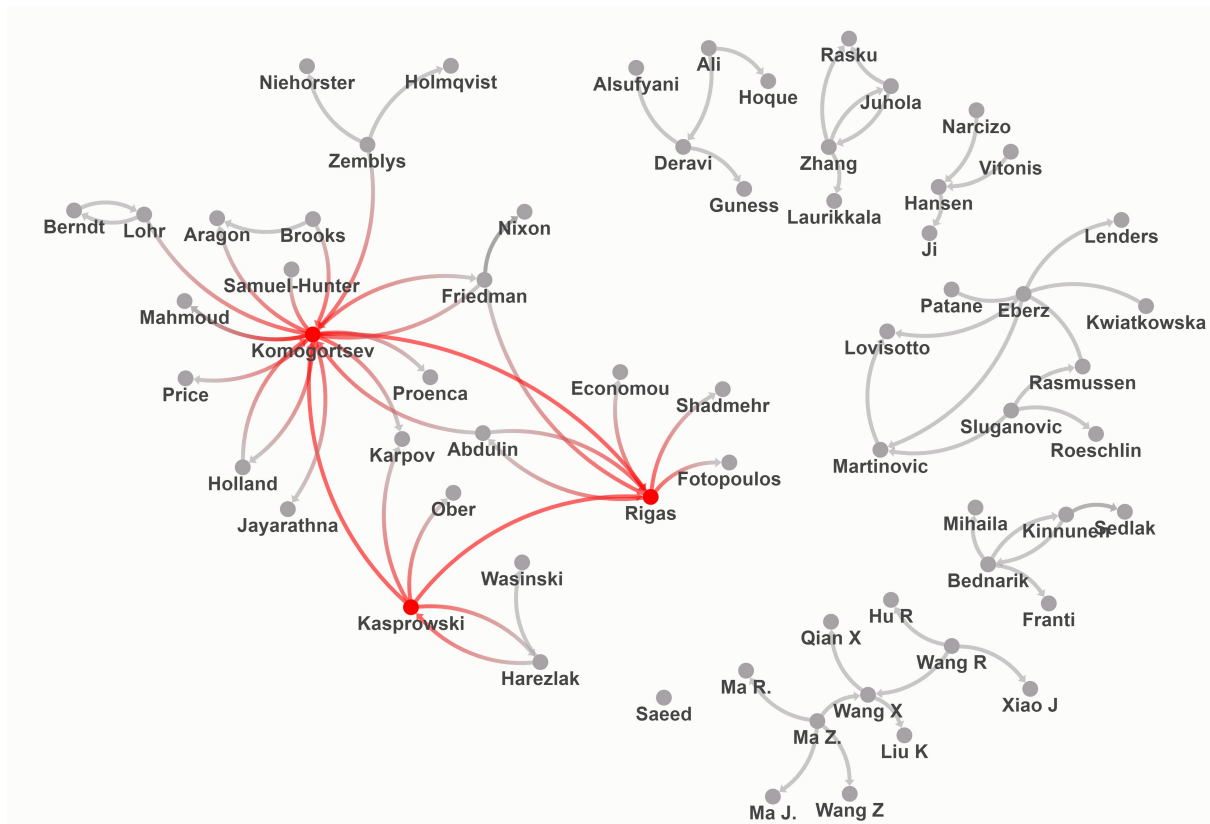 Rasku
Ali
Niehorster
Holmqvist
Alsufyani
Hoque
Juhola
Narcizo
Zemblys
Deravi
Zhang
Vitonis
Guness
Laurikkala
Hansen
Berndt
Lohr
Aragon
Brooks
Nixon
Ji
Lenders
Samuel-Hunter
Friedman
Patane
Eberz
Mahmoud
Kwiatkowska
Komogortsev
Lovisotto
Price
Proenca
Economou
Shadmehr
Rasmussen
Sluganovic
Karpov
Abdulin
Roeschlin
Martinovic
Holland
Fotopoulos
Jayarathna
Ober
Rigas
Mihaila
Kinnunen
Sedlak
Wasinski
Bednarik
Kasprowski
Franti
Hu R
Qian X
Wang R
Harezlak
Ma R.
Xiao J
Saeed
Wang X
Ma Z.
Liu K
Ma J.
Wang Z